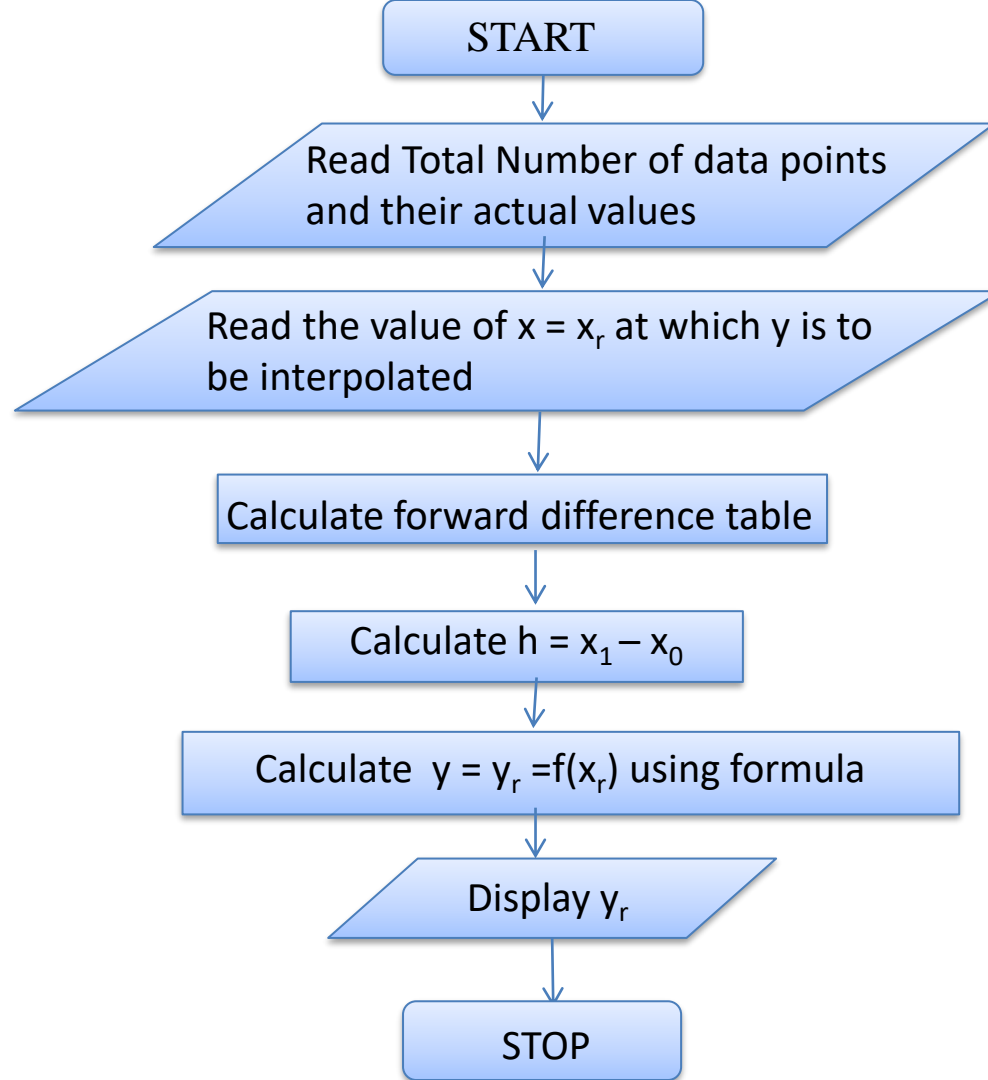 START
Read Total Number of data points
and their actual values
Read the value of x = xᵣ at which y is to
be interpolated
Calculate forward difference table
Calculate h = x₁ – x₀
Calculate y = yᵣ =f(xᵣ) using formula
Display yᵣ
STOP